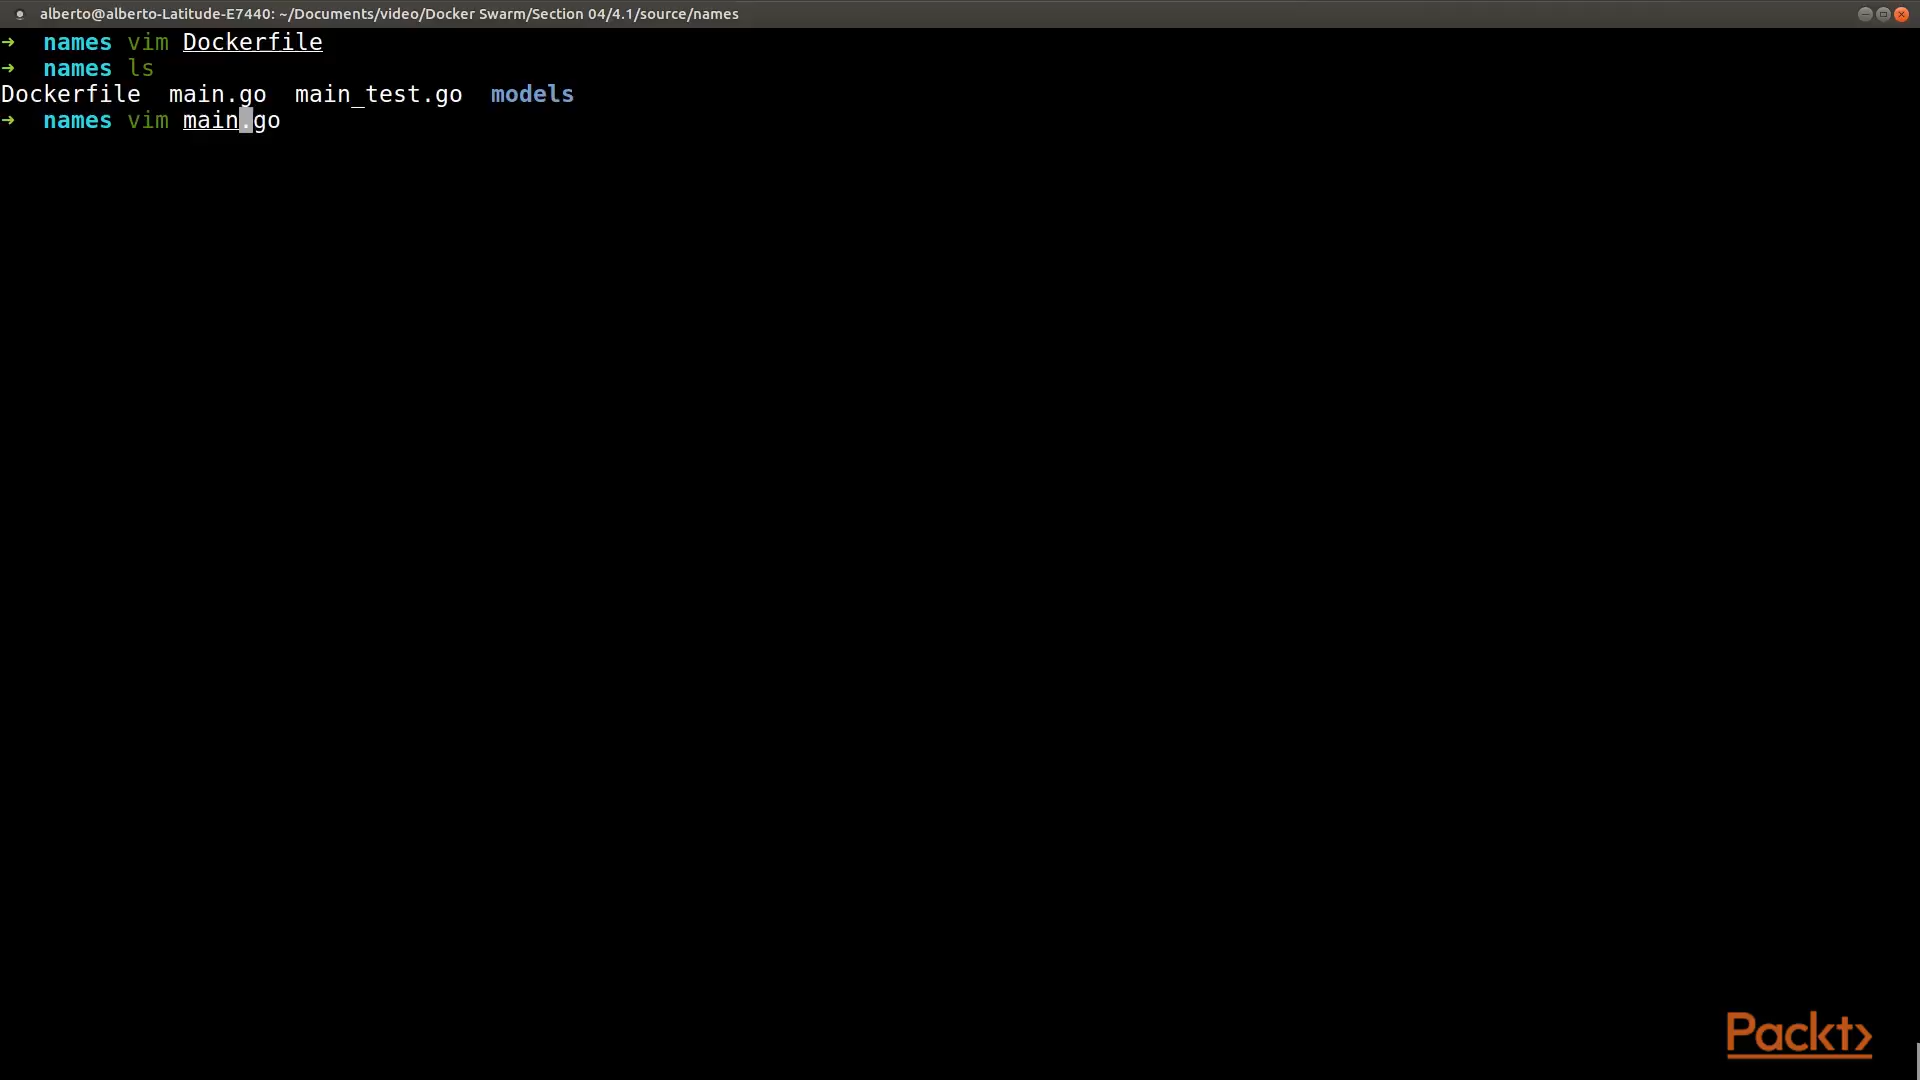 alberto@alberto-Latitude-E7440: ~/Documents/video/Docker Swarm/Section 04/4.1/source/names
➜ names vim Dockerfile
➜ names ls
Dockerfile main.go main_test.go models
➜ names vim main.go
Packt>